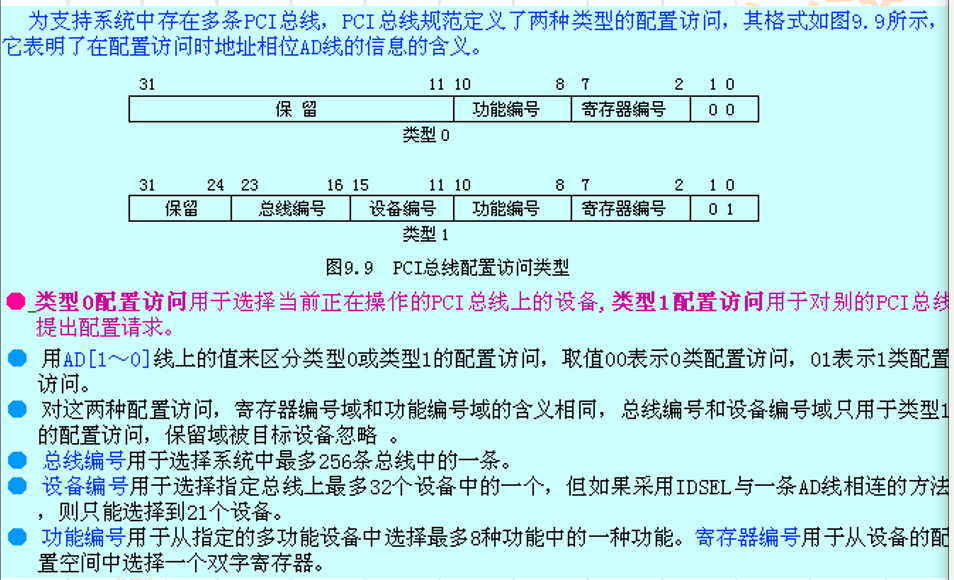 为支持系统中存在多条PCI总线，PCI总线规范定义了两种类型的配置访问，其格式如图9.9所示，
它表明了在配置访问时地址相位AD线的信息的含义。
31 11 10 8 7 2 1 0
保 留 功能编号 寄存器编号 0 0
类型 0
31 24 23 16 15 11 10 8 7 2 1 0
保留 总线编号 设备编号 功能编号 寄存器编号 0 1
类型 1
图9.9 PCI总线配置访问类型
类型0配置访问用于选择当前正在操作的PCI总线上的设备,类型1配置访问用于对别的PCI总线
提出配置请求。
用AD[1～0]线上的值来区分类型0或类型1的配置访问，取值00表示0类配置访问，01表示1类配置
访问。
对这两种配置访问，寄存器编号域和功能编号域的含义相同，总线编号和设备编号域只用于类型1
的配置访问，保留域被目标设备忽略 。
总线编号用于选择系统中最多256条总线中的一条。
设备编号用于选择指定总线上最多32个设备中的一个，但如果采用IDSEL与一条AD线相连的方法
，则只能选择到21个设备。
功能编号用于从指定的多功能设备中选择最多8种功能中的一种功能。寄存器编号用于从设备的配
置空间中选择一个双字寄存器。